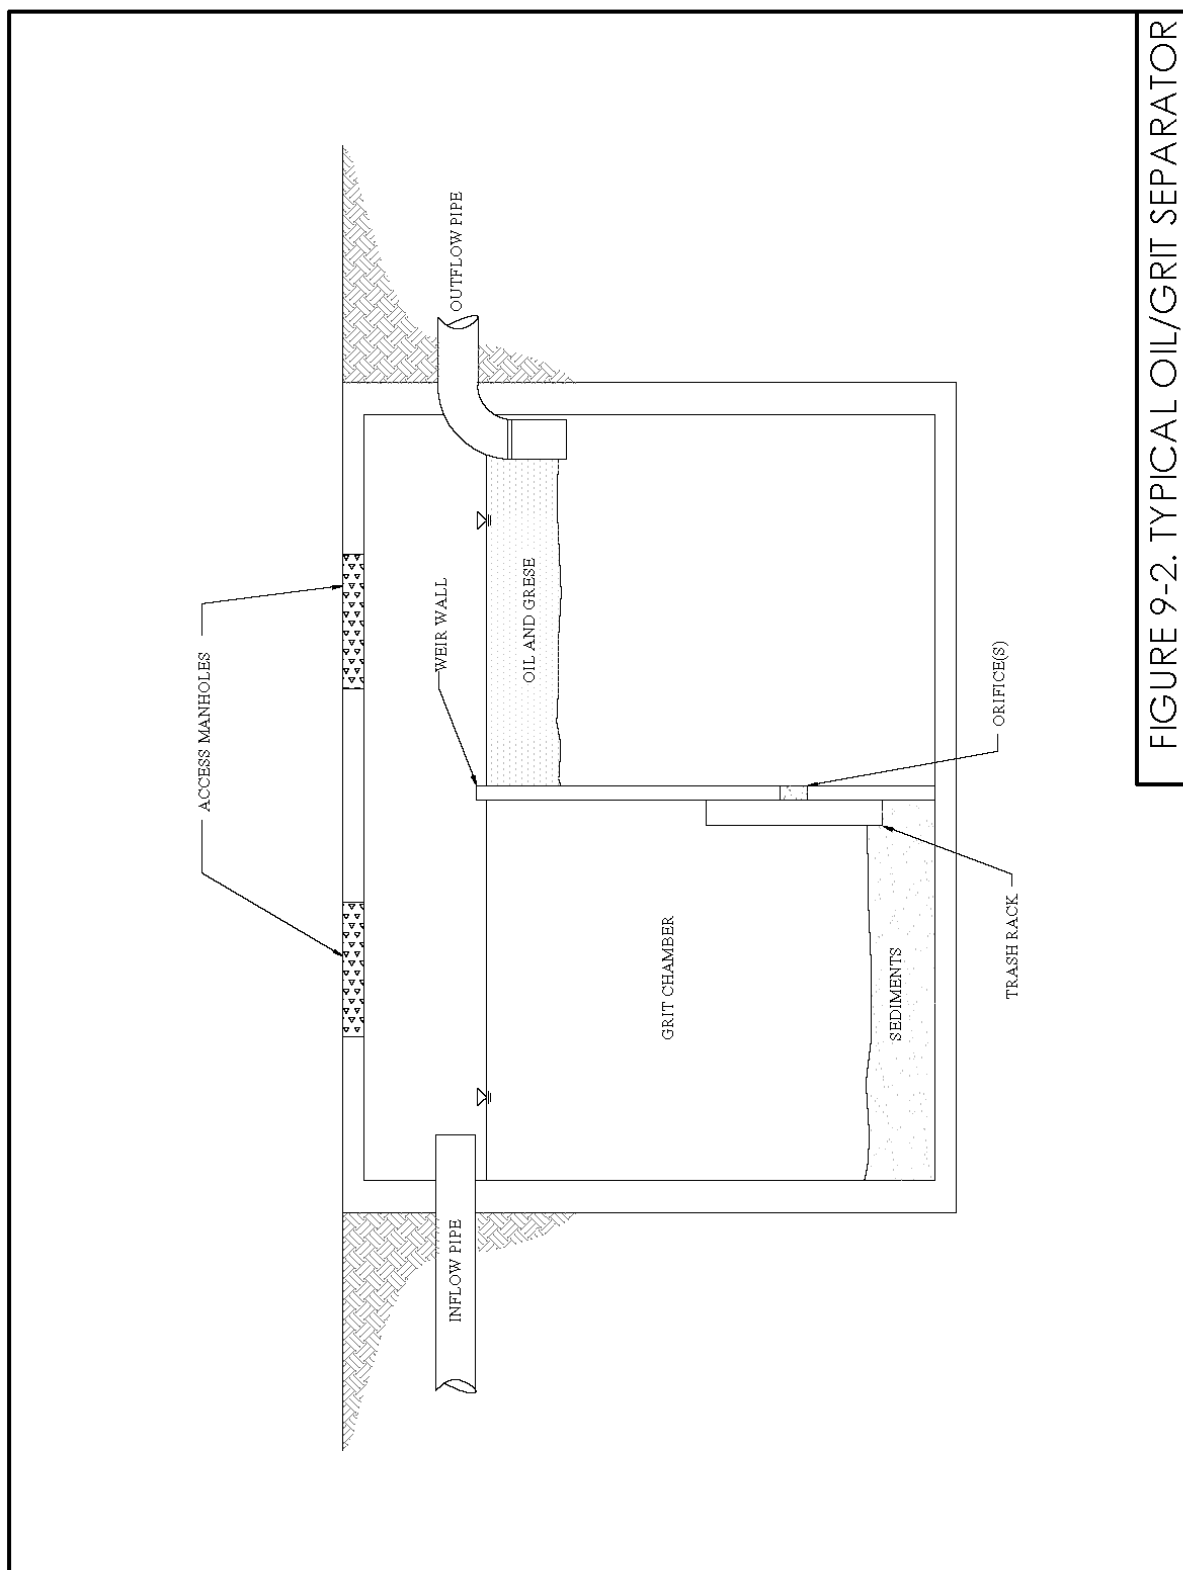 ACCESS MANHOLES
INFLOW PIPE
OUTFLOW PIPE
WEIR WALL
OIL AND GRESE
GRIT CHAMBER
SEDIMENTS
ORIFICE(S)
TRASH RACK
FIGURE 9-2. TYPICAL OIL/GRIT SEPARATOR